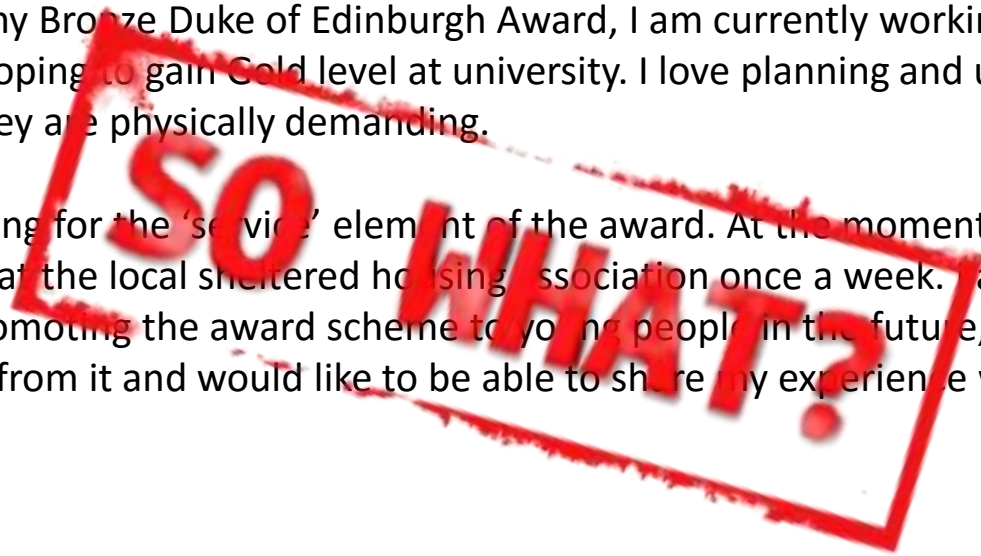 my Bronze Duke of Edinburgh Award, I am currently workin
oping to gain Gold level at university. I love planning and u
ey are physically demanding.
ng for the ‘service’ element of the award. At the moment
at the local sheltered housing association once a week.
omoting the award scheme to young people in the future,
from it and would like to be able to share my experience
SO WHAT?